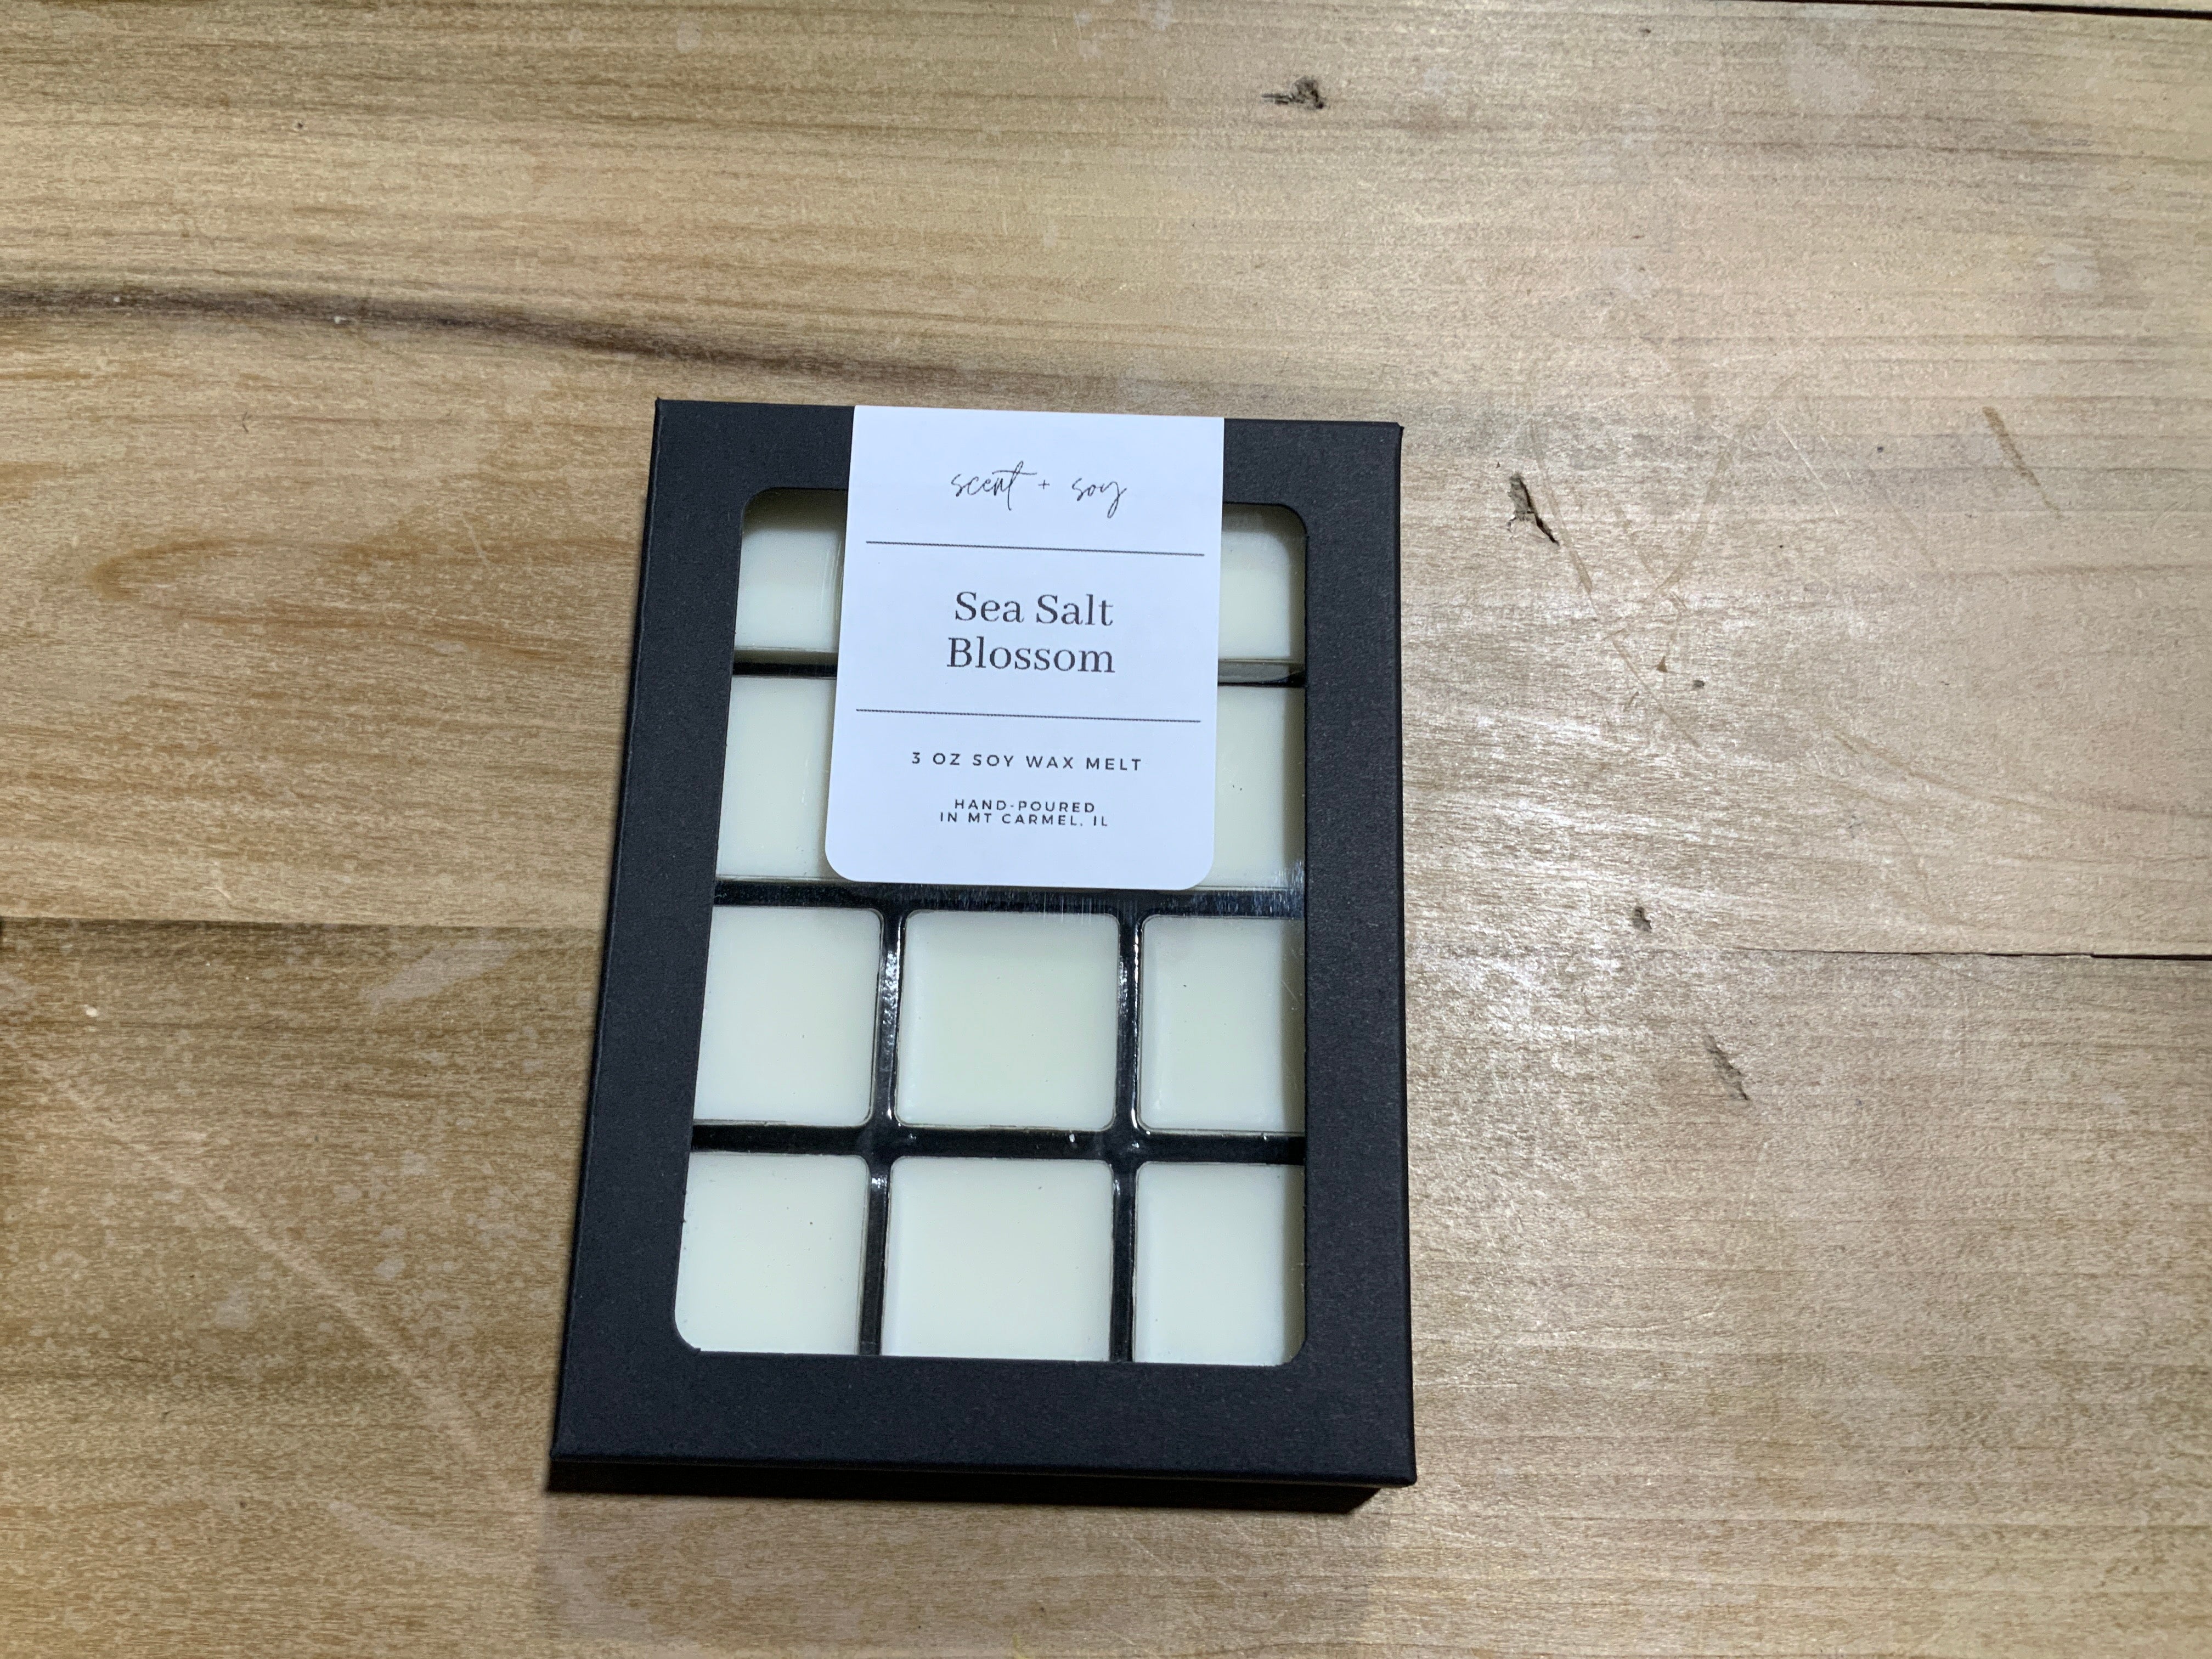 scent + soy
Sea Salt
Blossom
3 OZ SOY WAX MELT
HAND-POURED
IN MT CARMEL, IL